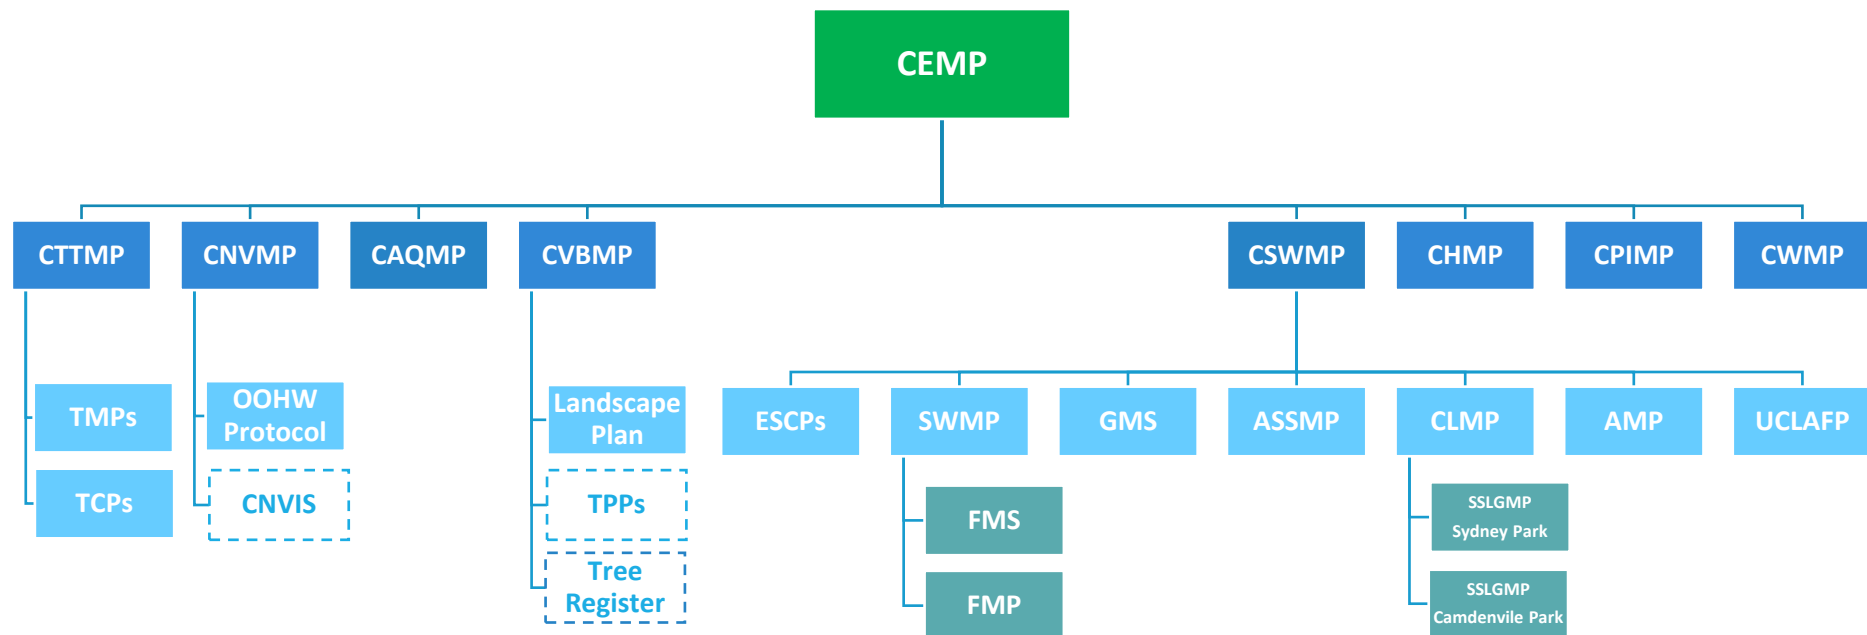 CEMP
CTTMP
CNVMP
CAQMP
CVBMP
CSWMP
CHMP
CPIMP
CWMP
TMPs
TCPs
OOHW
Protocol
CNVIS
Landscape
Plan
TPPs
Tree
Register
ESCPs
SWMP
GMS
ASSMP
CLMP
AMP
UCLAFP
FMS
FMP
SSLGMP
Sydney Park
SSLGMP
Camdenvile Park